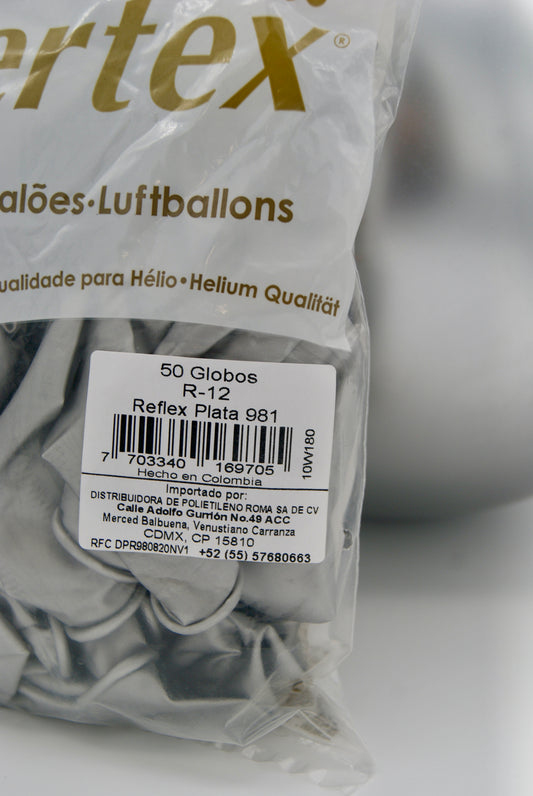 ertex®
alões•Luftballons
ualidade para Hélio•Helium Qualität
50 Globos
R-12
Reflex Plata 981
7 703340 169705
10W180
Hecho en Colombia
Importado por:
DISTRIBUIDORA DE POLIETILENO ROMA SA DE CV
Calle Adolfo Gurrión No.49 ACC
Merced Balbuena, Venustiano Carranza
CDMX, CP 15810
RFC DPR980820NV1 +52 (55) 57680663